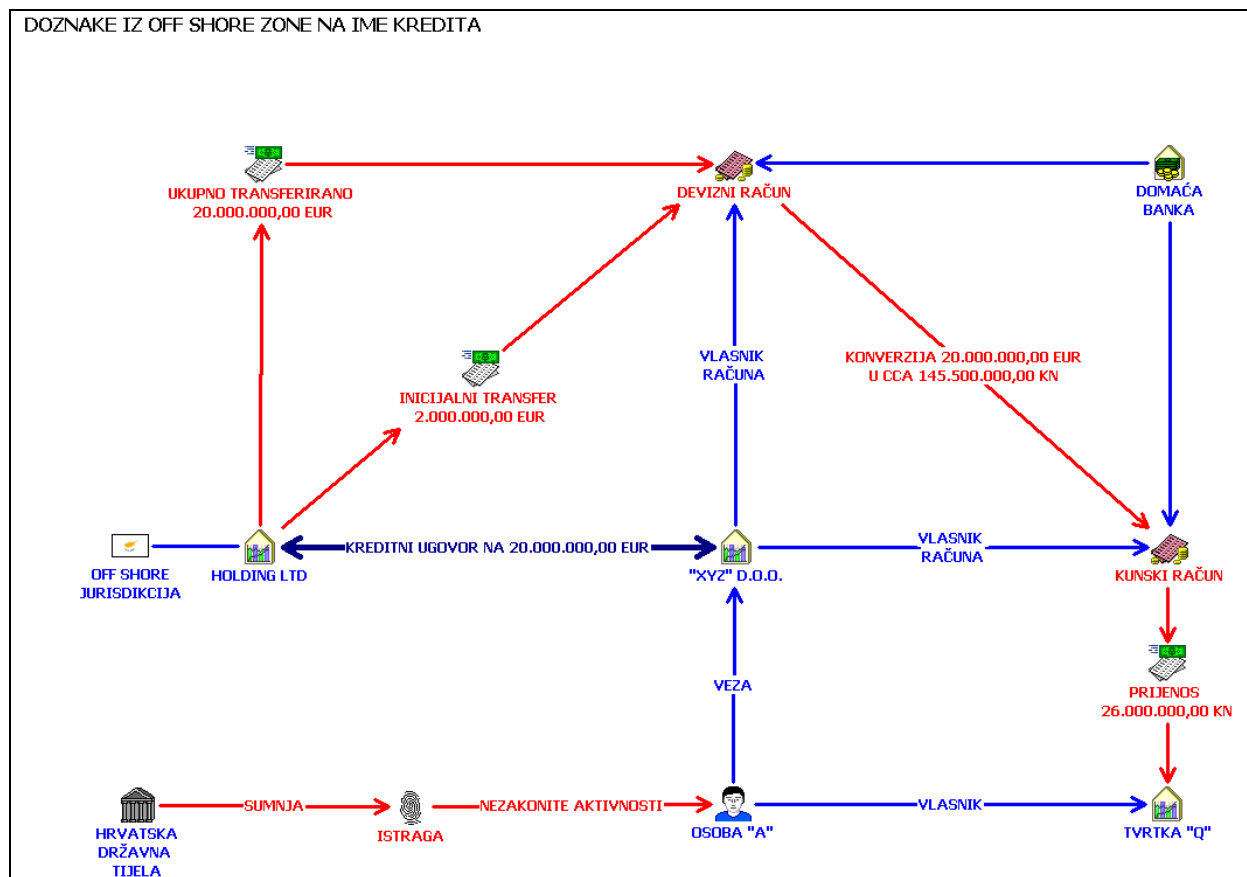 DOZNAKE IZ OFF SHORE ZONE NA IME KREDITA
UKUPNO TRANSFERIRANO
20.000.000,00 EUR
DEVIZNI RAČUN
DOMAĆA
BANKA
VLASNIK
RAČUNA
KONVERZIJA 20.000.000,00 EUR
U CCA 145.500.000,00 KN
INICIJALNI TRANSFER
2.000.000,00 EUR
OFF SHORE
JURISDIKCIJA
HOLDING LTD
KREDITNI UGOVOR NA 20.000.000,00 EUR
"XYZ" D.O.O.
VLASNIK
RAČUNA
KUNSKI RAČUN
VEZA
PRIJENOS
26.000.000,00 KN
HRVATSKA
DRŽAVNA
TIJELA
SUMNJA
ISTRAGA
NEZAKONITE AKTIVNOSTI
OSOBA "A"
VLASNIK
TVRTKA "Q"